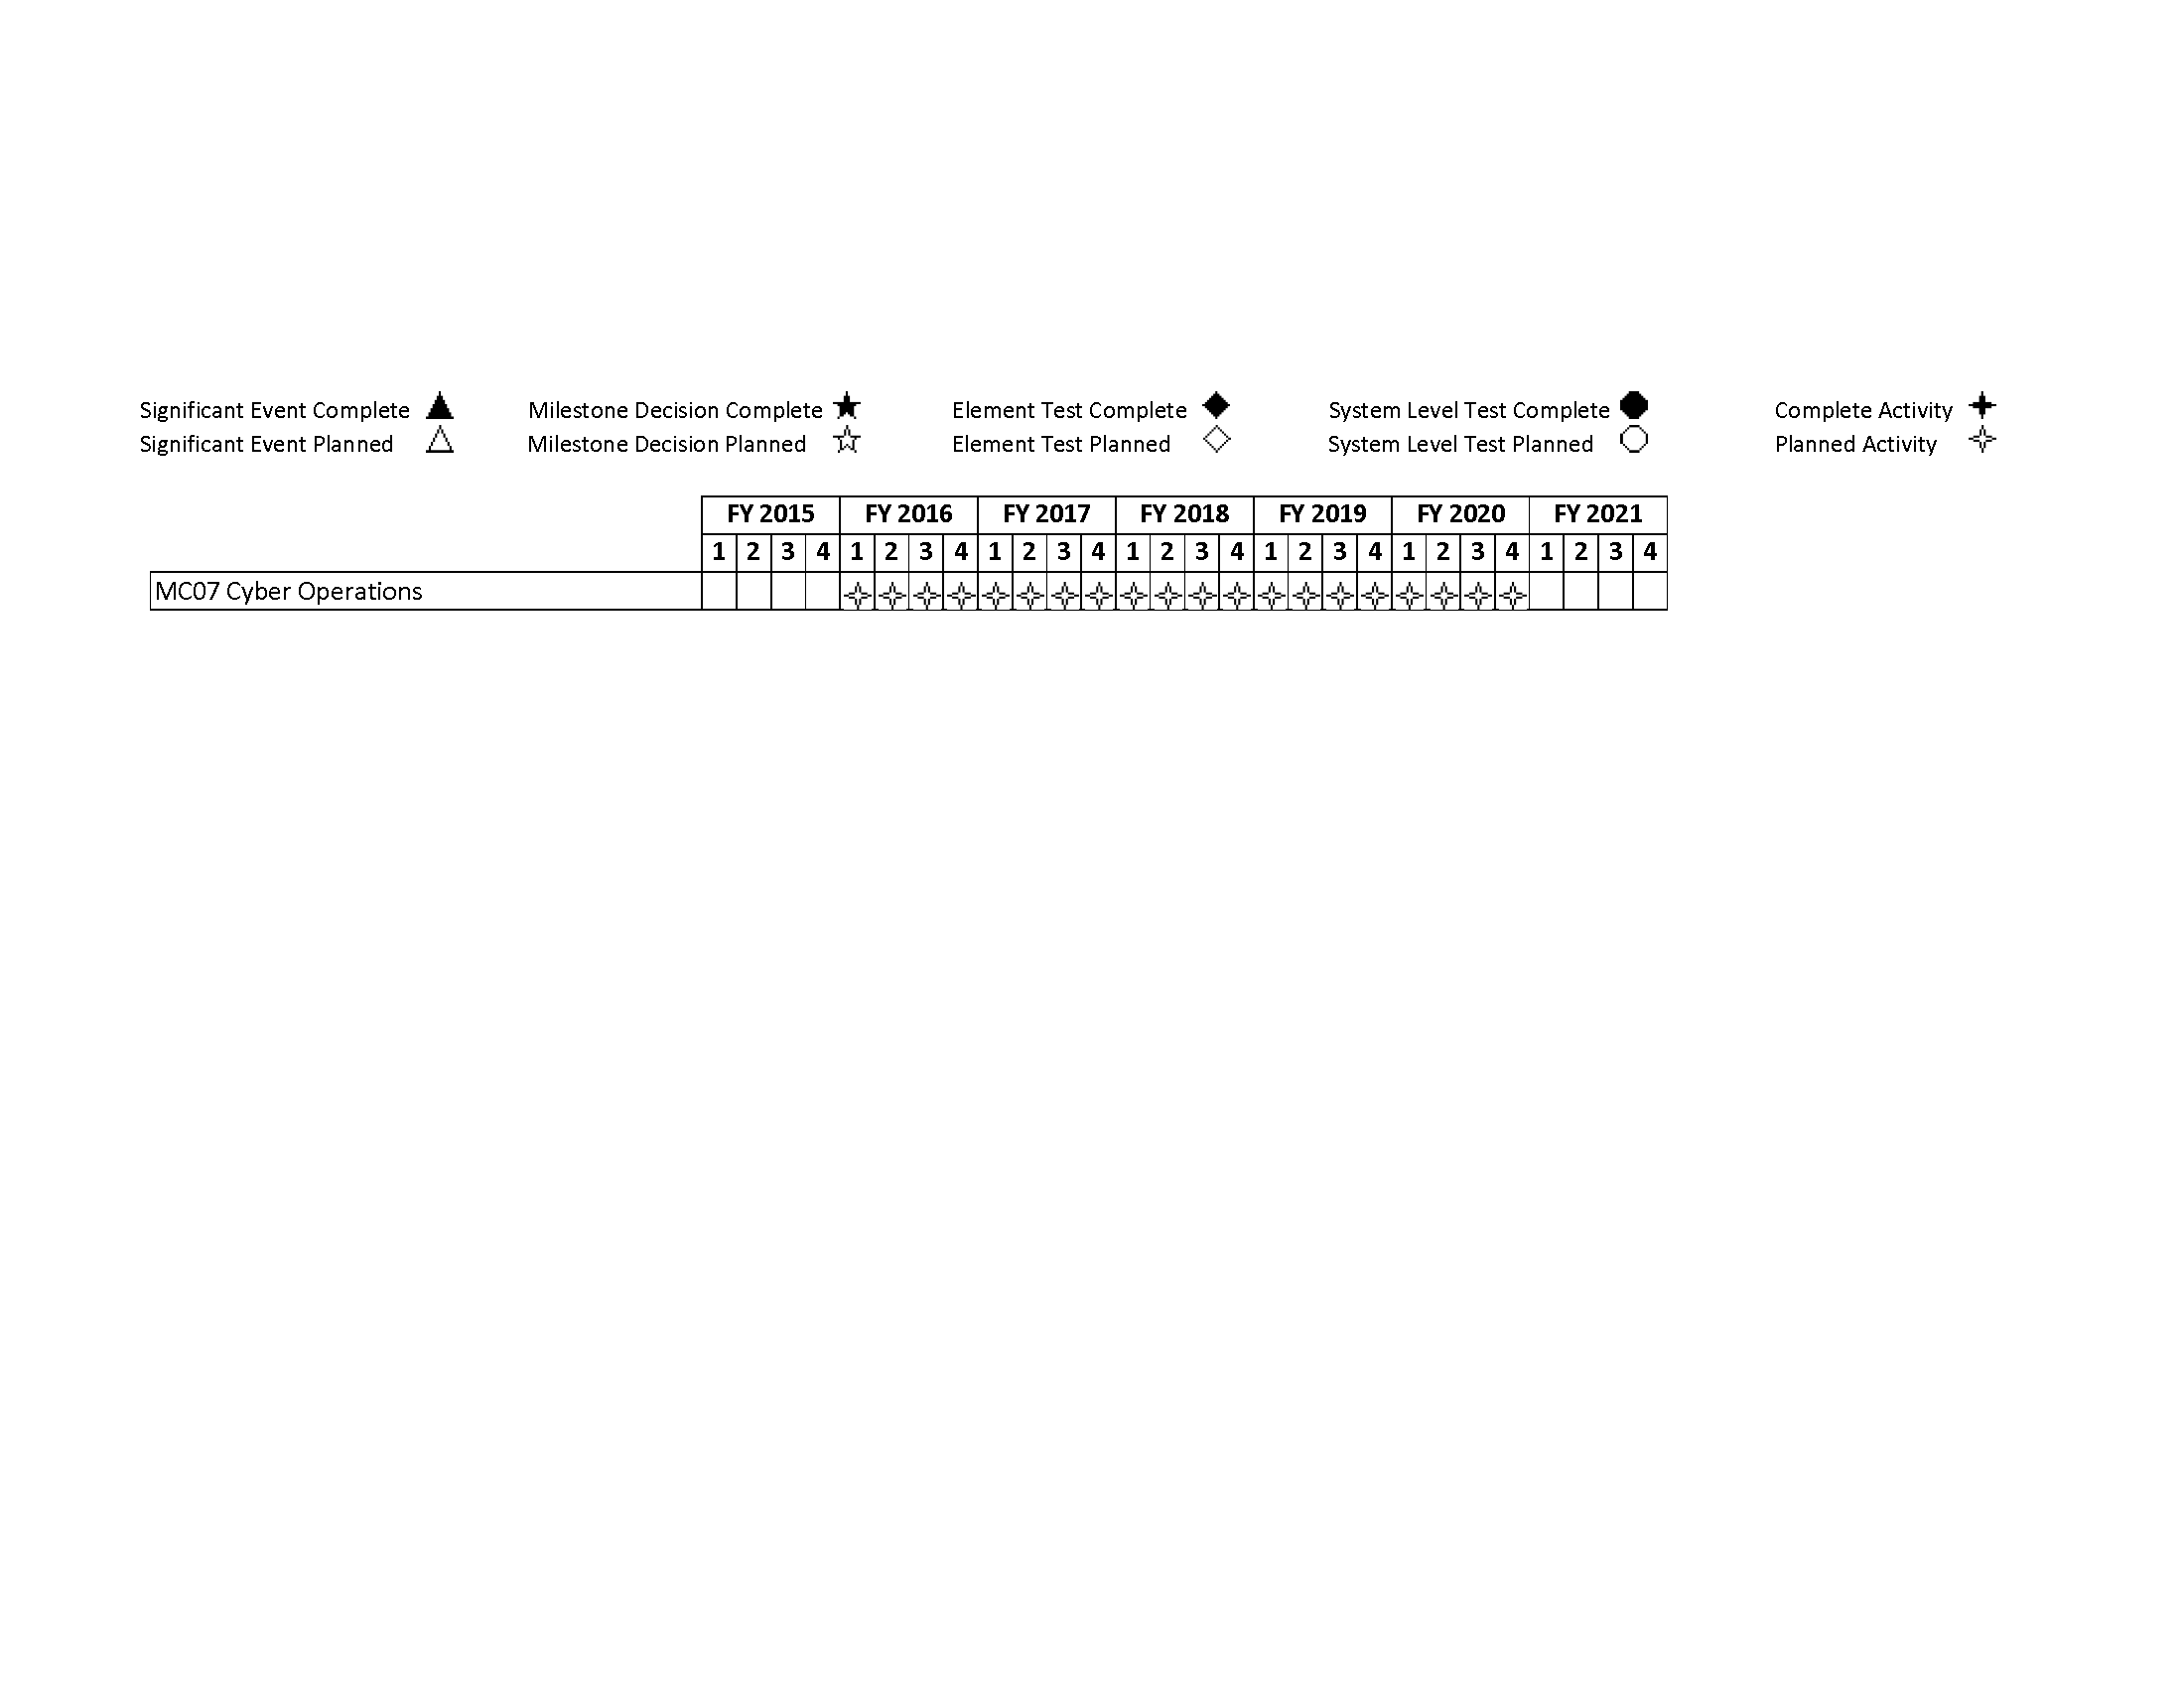 Significant Event Complete ▲ Milestone Decision Complete ★ Element Test Complete ◆ System Level Test Complete ⯃ Complete Activity ✦
Significant Event Planned △ Milestone Decision Planned ☆ Element Test Planned ◇ System Level Test Planned ○ Planned Activity ✧
FY 2015 FY 2016 FY 2017 FY 2018 FY 2019 FY 2020 FY 2021
1 2 3 4 1 2 3 4 1 2 3 4 1 2 3 4 1 2 3 4 1 2 3 4 1 2 3 4
MC07 Cyber Operations ✧ ✧ ✧ ✧ ✧ ✧ ✧ ✧ ✧ ✧ ✧ ✧ ✧ ✧ ✧ ✧ ✧ ✧ ✧ ✧